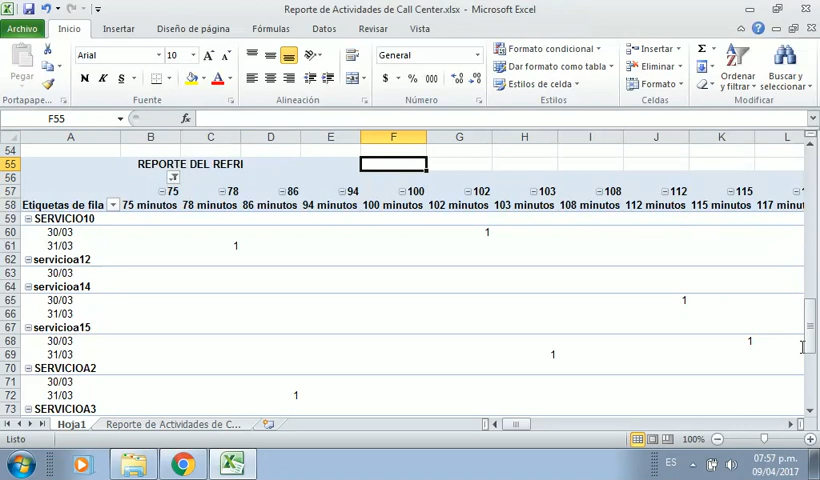 Reporte de Actividades de Call Center.xlsx - Microsoft Excel
Archivo Inicio Insertar Diseño de página Fórmulas Datos Revisar Vista
Pegar Arial 10 General Formato condicional Insertar Σ
Dar formato como tabla Eliminar Ordenar y filtrar Buscar y seleccionar
N K S $ % 000 Estilos de celda Formato
Portapape... Fuente Alineación Número Estilos Celdas Modificar
F55 fx
A B C D E F G H I J K L
54
55 REPORTE DEL REFRI
56
57 75 78 86 94 100 102 103 108 112 115
58 Etiquetas de fila 75 minutos 78 minutos 86 minutos 94 minutos 100 minutos 102 minutos 103 minutos 108 minutos 112 minutos 115 minutos 117 minut
59 SERVICIO10
60 30/03 1
61 31/03 1
62 servicioa12
63 30/03
64 servicioa14
65 30/03 1
66 31/03
67 servicioa15
68 30/03 1
69 31/03 1
70 SERVICIOA2
71 30/03
72 31/03 1
73 SERVICIOA3
Hoja1 Reporte de Actividades de C...
Listo 100%
ES 07:57 p.m.
09/04/2017